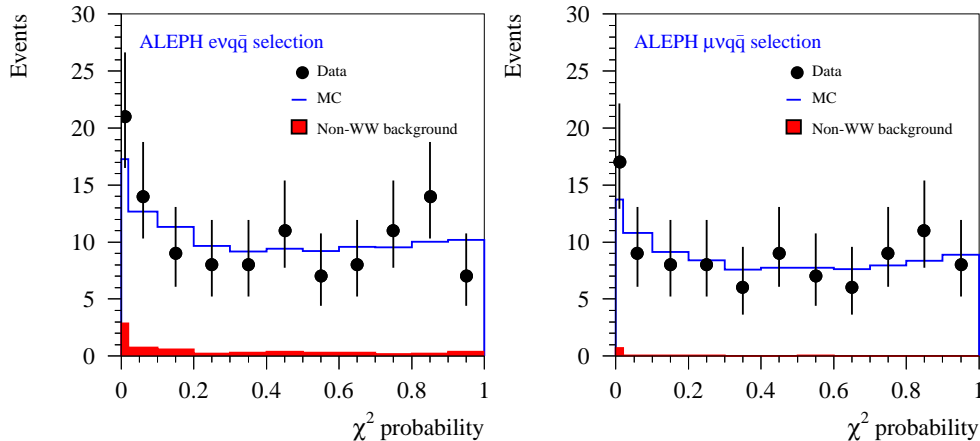 Events
30
25
20
15
10
5
0
ALEPH eνqq̄ selection
Data
MC
Non-WW background
0 0.2 0.4 0.6 0.8 1
χ² probability
Events
30
25
20
15
10
5
0
ALEPH μνqq̄ selection
Data
MC
Non-WW background
0 0.2 0.4 0.6 0.8 1
χ² probability